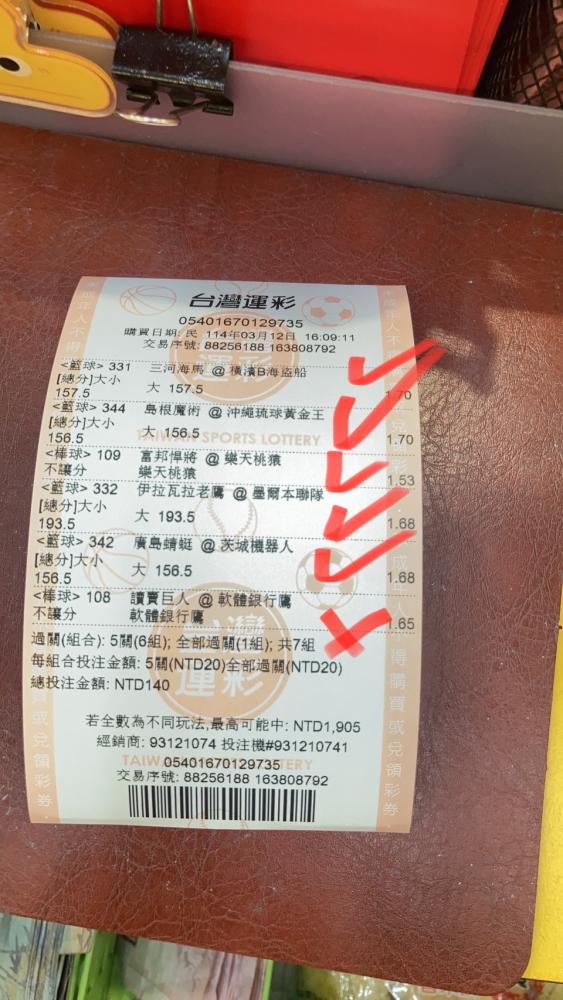 台灣運彩
05401670129735
購買日期: 民 114年03月12日 16:09:11
交易序號: 88256188 163808792
<籃球> 331 三河海馬 @ 橫濱B海盜船
[總分]大小 大 157.5
157.5 1.70
<籃球> 344 島根魔術 @ 沖繩琉球黃金王
[總分]大小 大 156.5
156.5 TAIWAN SPORTS LOTTERY 1.70
<棒球> 109 富邦悍將 @ 樂天桃猿
不讓分 樂天桃猿 1.53
<籃球> 332 伊拉瓦拉老鷹 @ 墨爾本聯隊
[總分]大小 大 193.5
193.5 1.68
<籃球> 342 廣島蜻蜓 @ 茨城機器人
[總分]大小 大 156.5
156.5 1.68
<棒球> 108 讀賣巨人 @ 軟體銀行鷹
不讓分 軟體銀行鷹 1.65
過關(組合): 5關(6組); 全部過關(1組); 共7組
每組合投注金額: 5關(NTD20)全部過關(NTD20)
總投注金額: NTD140
運彩
若全數為不同玩法,最高可能中: NTD1,905
經銷商: 93121074 投注機#931210741
05401670129735
交易序號: 88256188 163808792